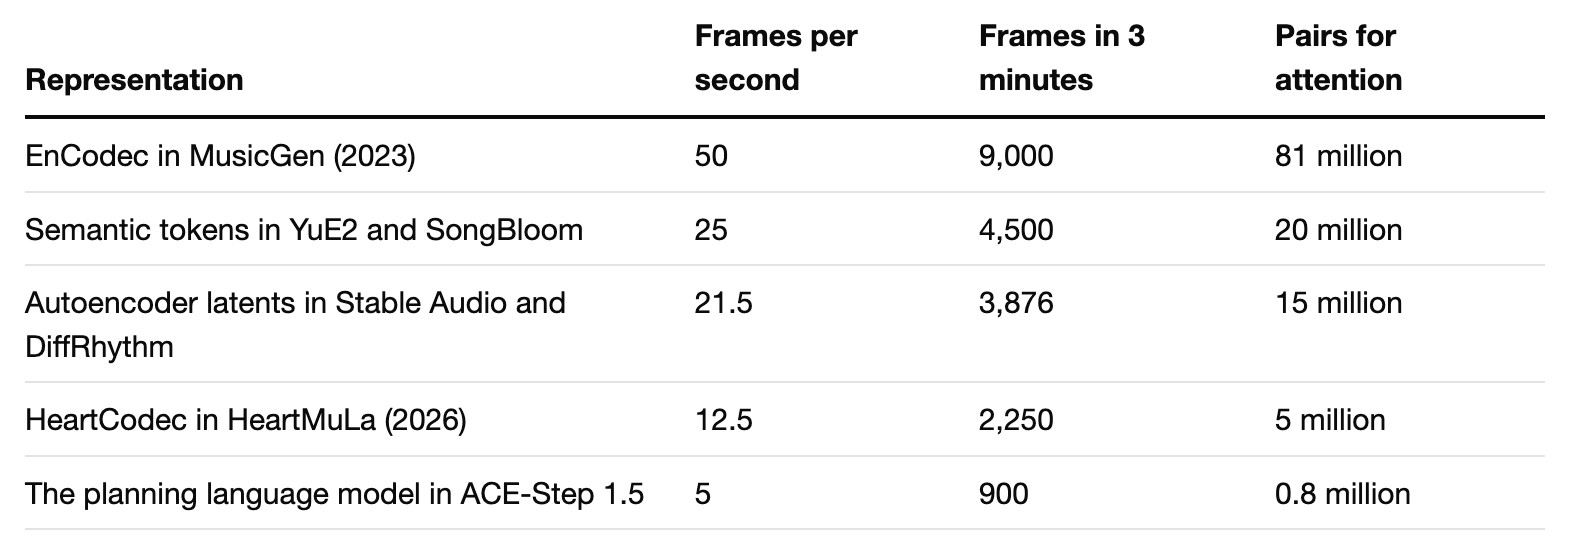 Representation
Frames per second
Frames in 3 minutes
Pairs for attention
EnCodec in MusicGen (2023) 50 9,000 81 million
Semantic tokens in YuE2 and SongBloom 25 4,500 20 million
Autoencoder latents in Stable Audio and DiffRhythm 21.5 3,876 15 million
HeartCodec in HeartMuLa (2026) 12.5 2,250 5 million
The planning language model in ACE-Step 1.5 5 900 0.8 million